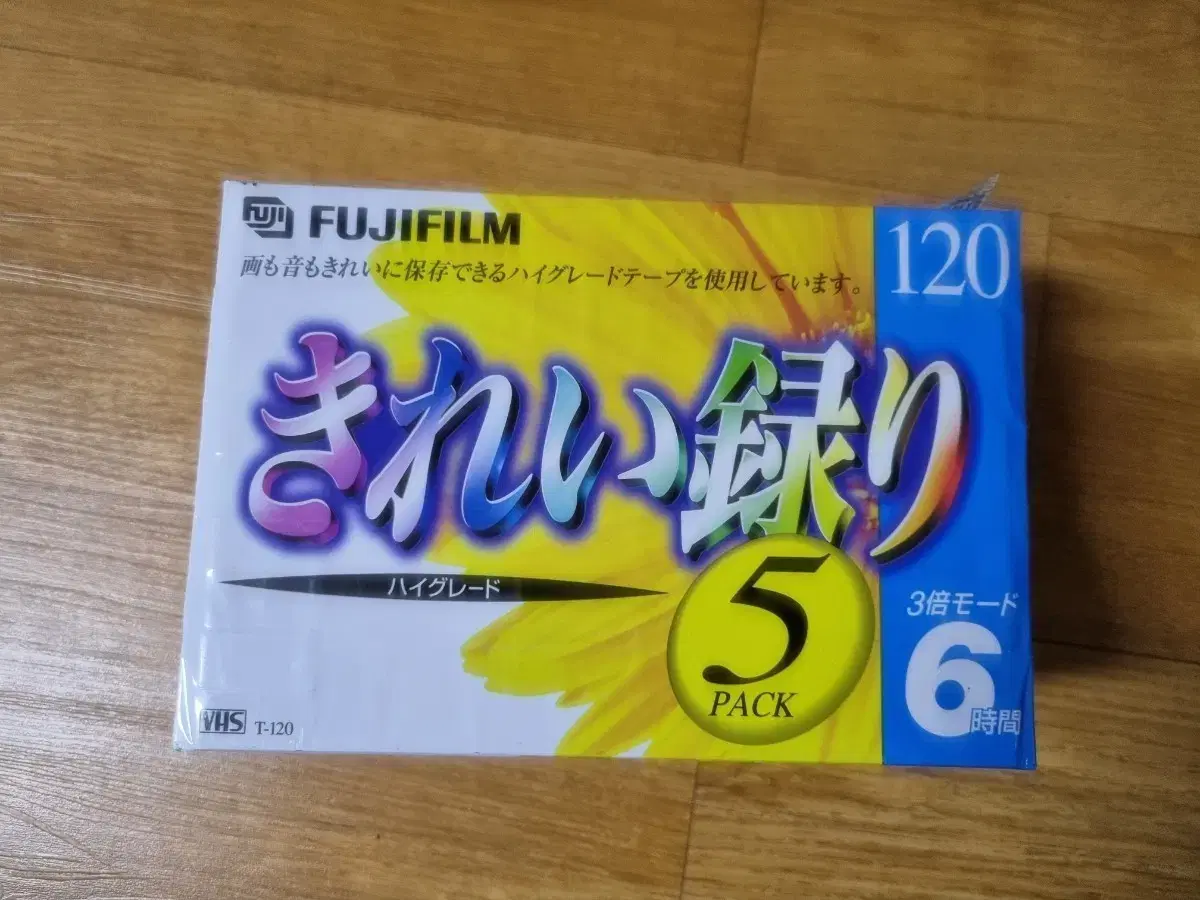 FUJI FUJIFILM
120
画も音もきれいに保存できるハイグレードテープを使用しています。
きれい録り
ハイグレード
5
PACK
3倍モード
6時間
VHS T-120